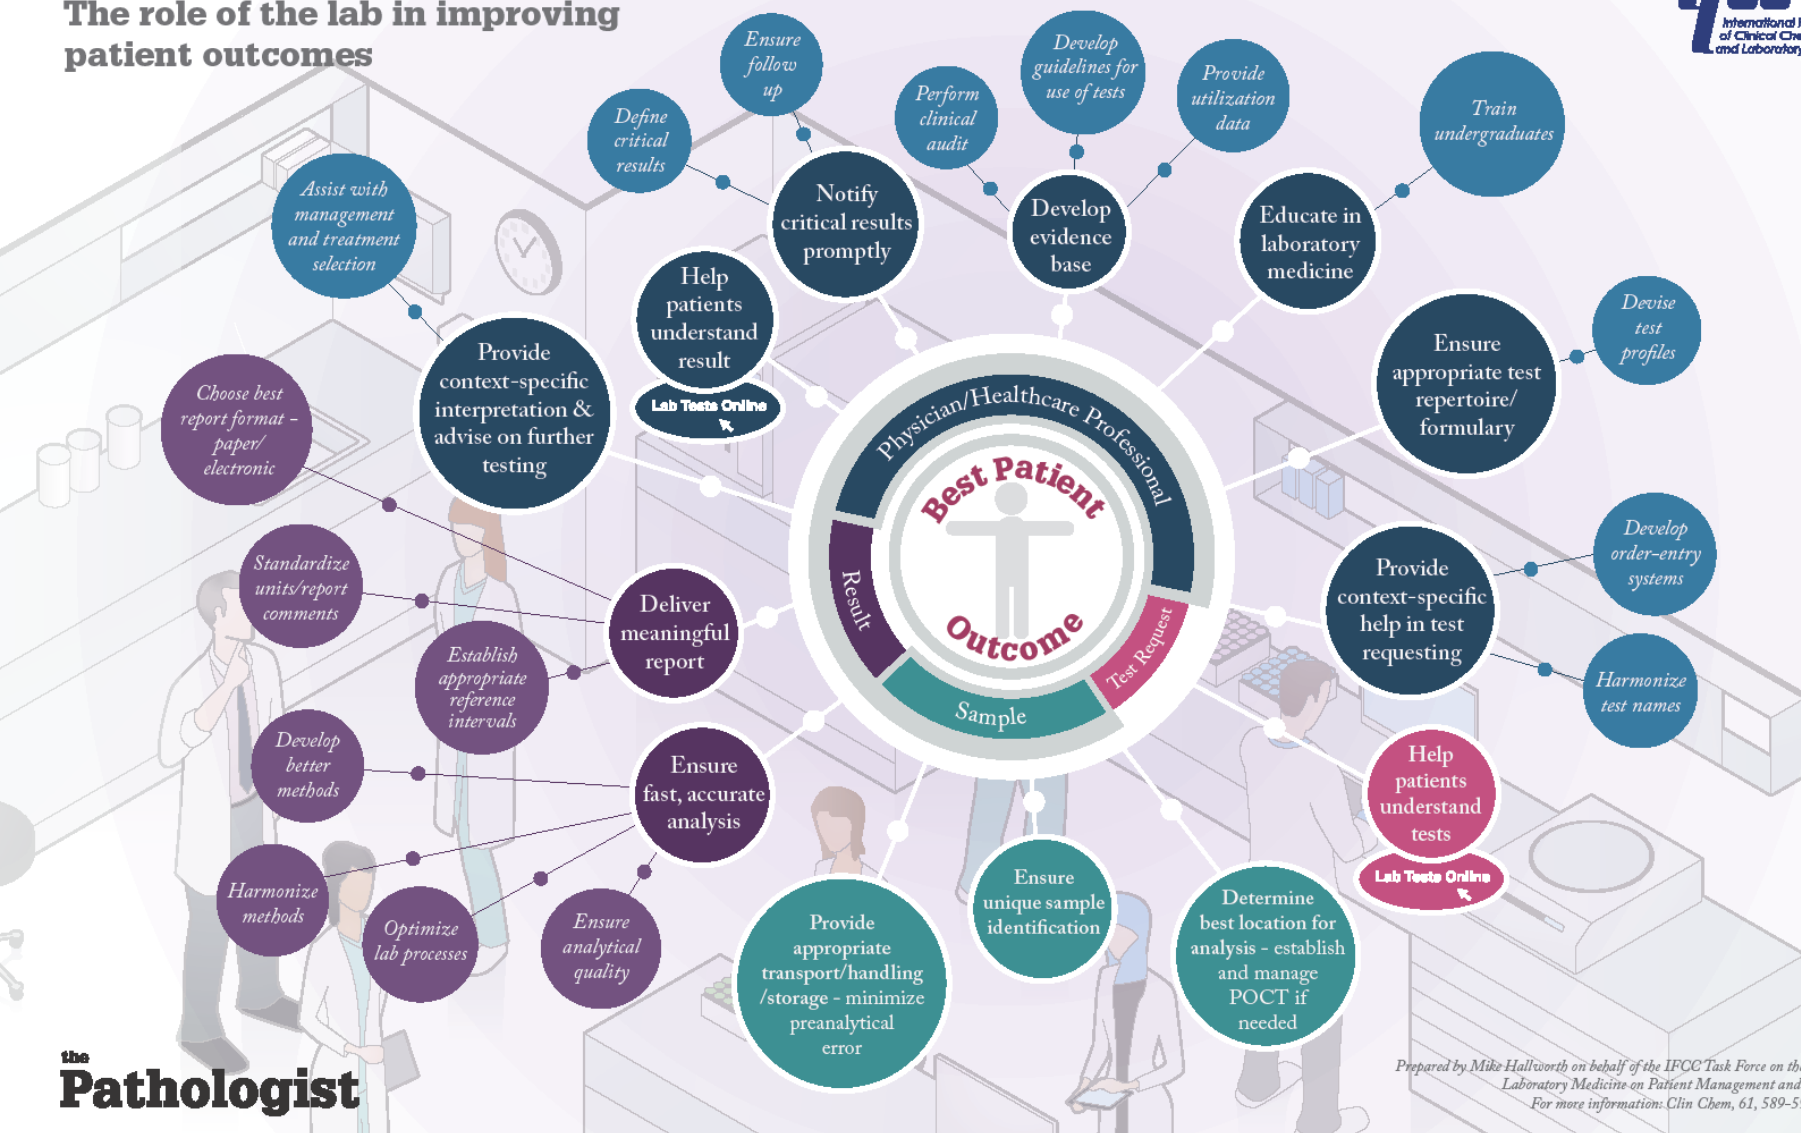 The role of the lab in improving
patient outcomes
International
of Clinical
and Laboratory
Ensure
follow
up
Define
critical
results
Notify
critical results
promptly
Perform
clinical
audit
Develop
guidelines for
use of tests
Provide
utilization
data
Develop
evidence
base
Train
undergraduates
Educate in
laboratory
medicine
Assist with
management
and treatment
selection
Provide
context-specific
interpretation &
advise on further
testing
Help
patients
understand
result
Lab Tests Online
Devise
test
profiles
Ensure
appropriate test
repertoire/
formulary
Develop
order-entry
systems
Harmonize
test names
Provide
context-specific
help in test
requesting
Physician/Healthcare Professional
Result
Sample
Test Request
Best Patient
Outcome
Choose best
report format -
paper/
electronic
Standardize
units/report
comments
Establish
appropriate
reference
intervals
Deliver
meaningful
report
Develop
better
methods
Harmonize
methods
Optimize
lab processes
Ensure
analytical
quality
Ensure
fast, accurate
analysis
Provide
appropriate
transport/handling
/storage - minimize
preanalytical
error
Ensure
unique sample
identification
Determine
best location for
analysis - establish
and manage
POCT if
needed
Help
patients
understand
tests
Lab Tests Online
the
Pathologist
Prepared by Mike Hallworth on behalf of the IFCC Task Force on
Laboratory Medicine on Patient Management and
For more information: Clin Chem, 61,